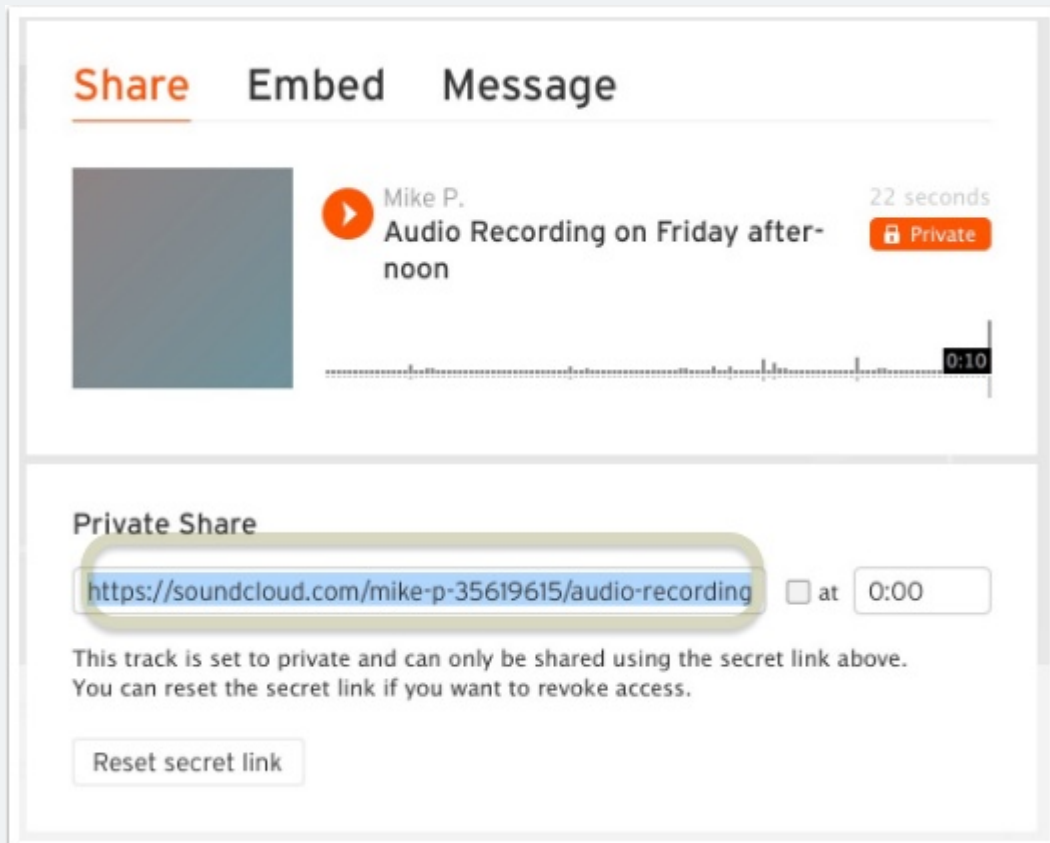 Share Embed Message
Mike P.
22 seconds
Audio Recording on Friday after-
noon
Private
0:10
Private Share
https://soundcloud.com/mike-p-35619615/audio-recording
at
0:00
This track is set to private and can only be shared using the secret link above.
You can reset the secret link if you want to revoke access.
Reset secret link